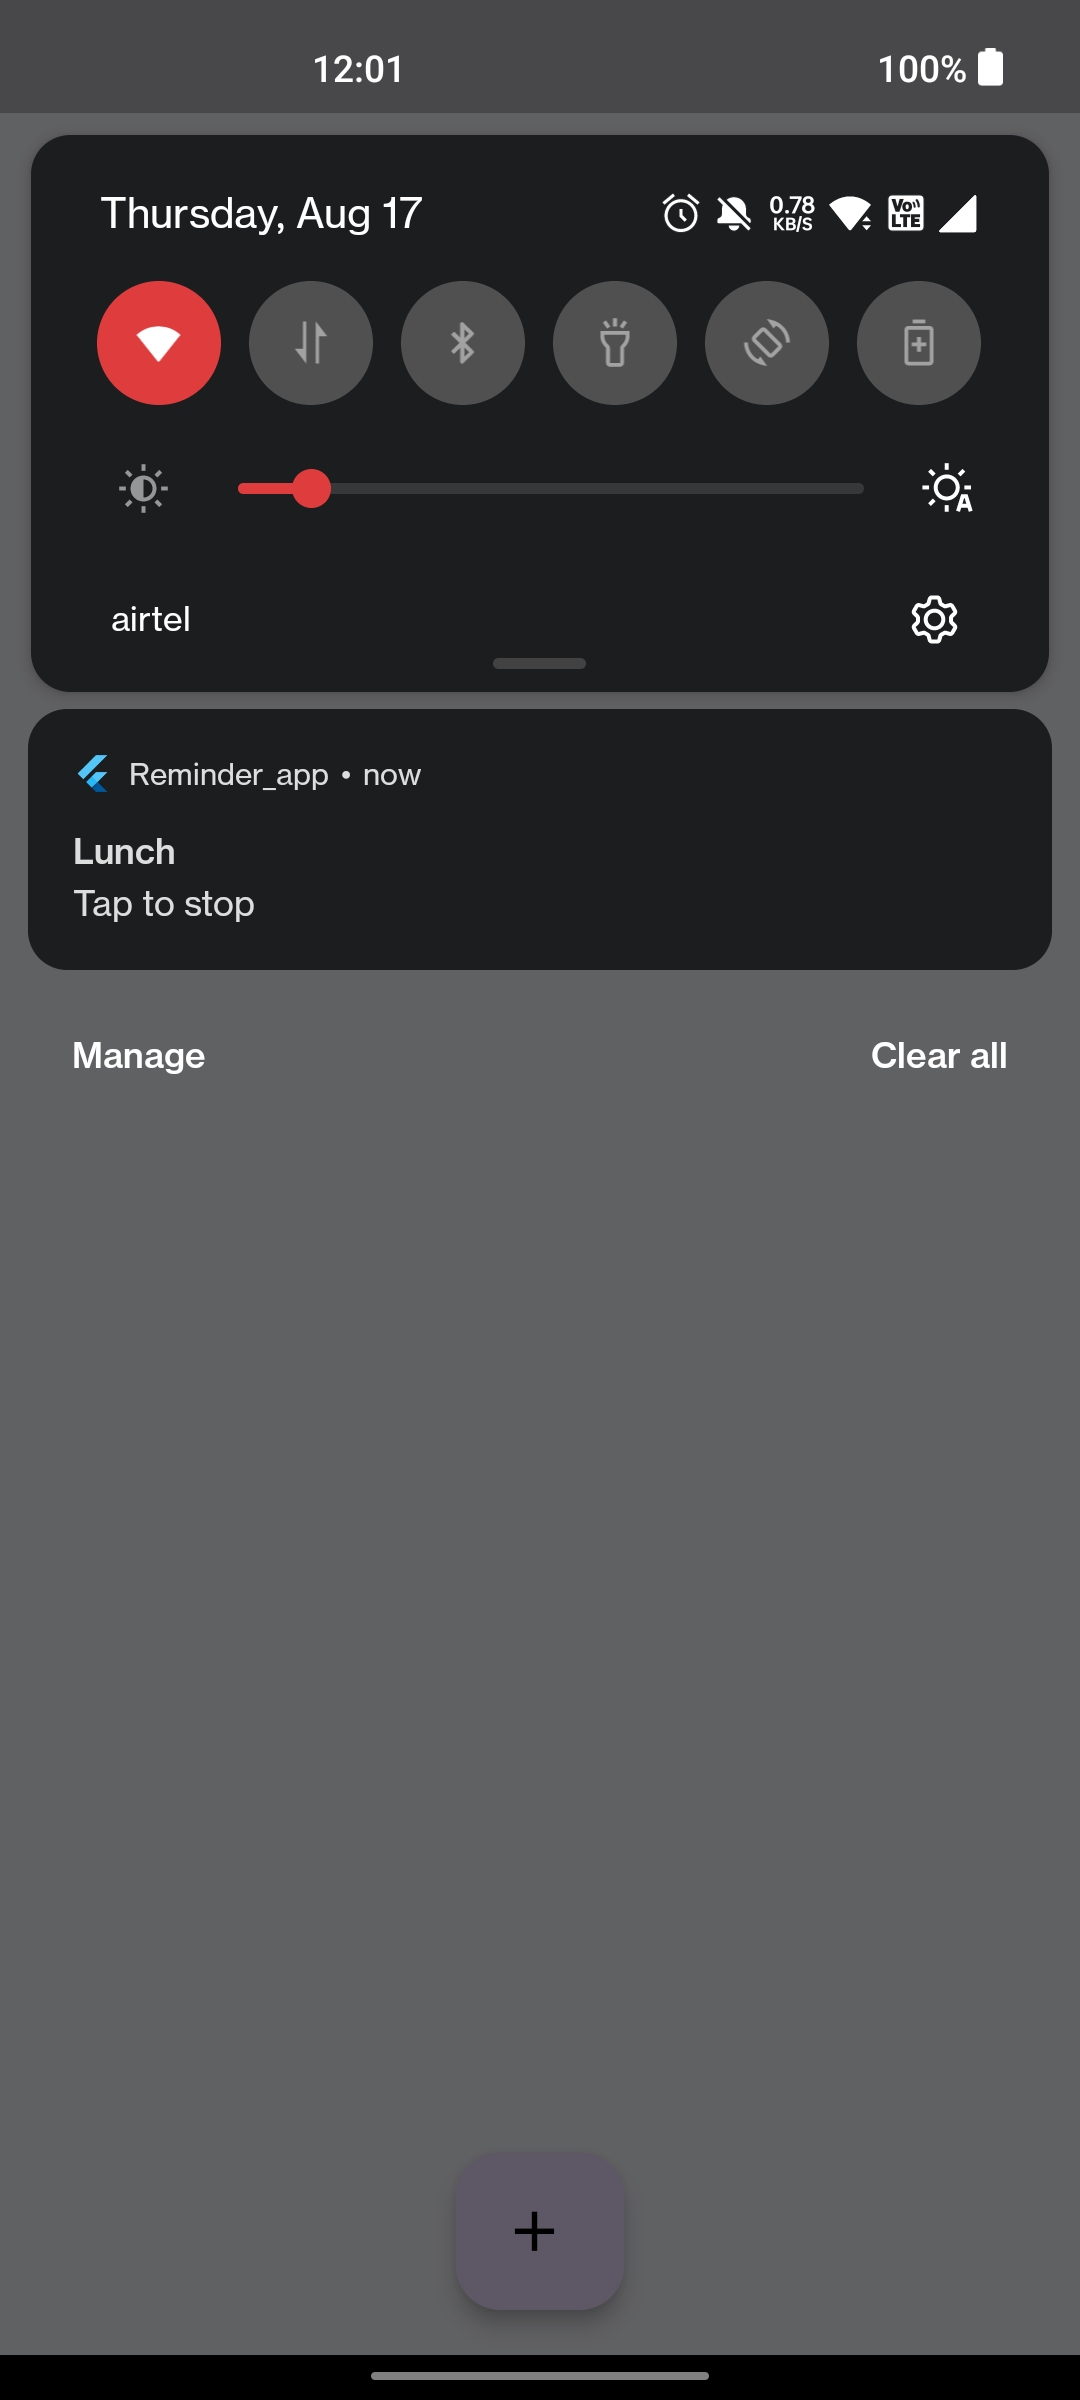 12:01 100%
Thursday, Aug 17 0.78 KB/S Vo LTE
A
airtel
Reminder_app • now
Lunch
Tap to stop
Manage Clear all